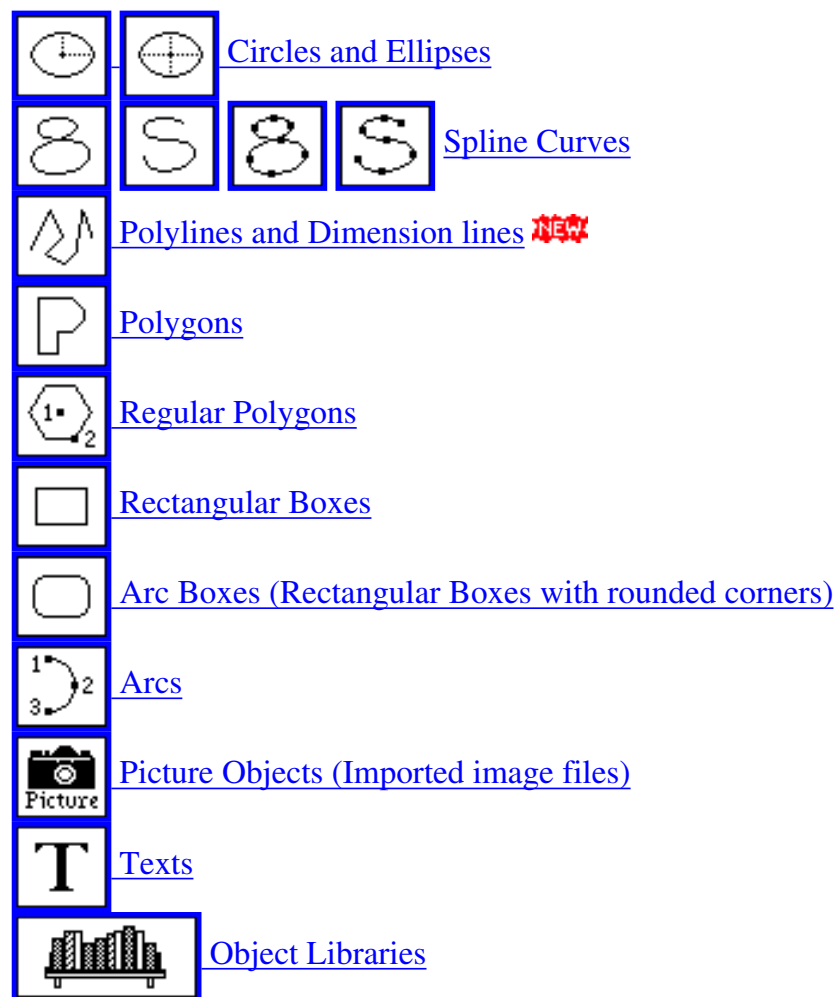 Circles and Ellipses
Spline Curves
Polylines and Dimension lines NEW
Polygons
1 2 Regular Polygons
Rectangular Boxes
Arc Boxes (Rectangular Boxes with rounded corners)
1 2 3 Arcs
Picture Picture Objects (Imported image files)
T Texts
Object Libraries